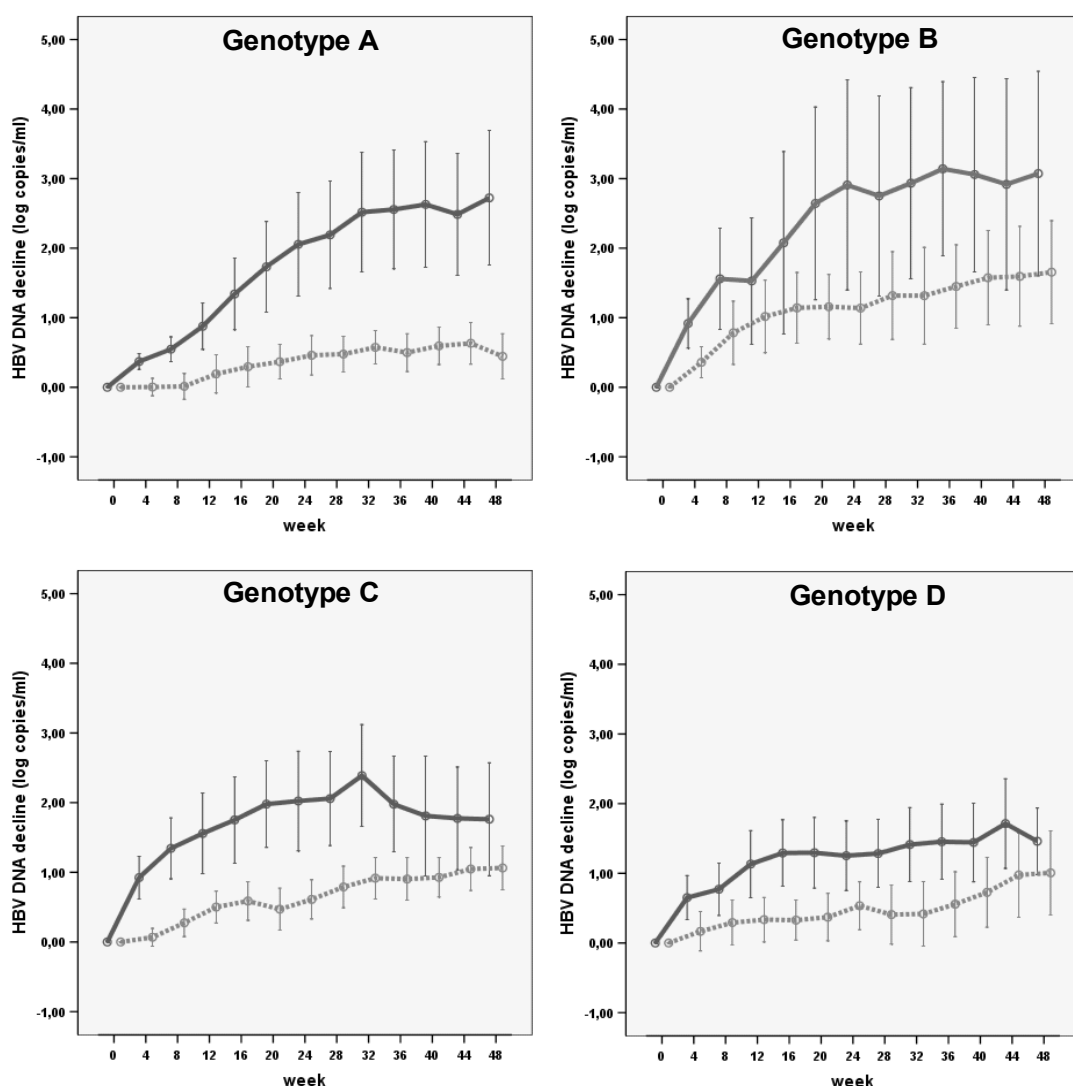 Genotype A
HBV DNA decline (log copies/ml)
5,00
4,00
3,00
2,00
1,00
0,00
-1,00
0 4 8 12 16 20 24 28 32 36 40 44 48
week
Genotype B
HBV DNA decline (log copies/ml)
5,00
4,00
3,00
2,00
1,00
0,00
-1,00
0 4 8 12 16 20 24 28 32 36 40 44 48
week
Genotype C
HBV DNA decline (log copies/ml)
5,00
4,00
3,00
2,00
1,00
0,00
-1,00
0 4 8 12 16 20 24 28 32 36 40 44 48
week
Genotype D
HBV DNA decline (log copies/ml)
5,00
4,00
3,00
2,00
1,00
0,00
-1,00
0 4 8 12 16 20 24 28 32 36 40 44 48
week